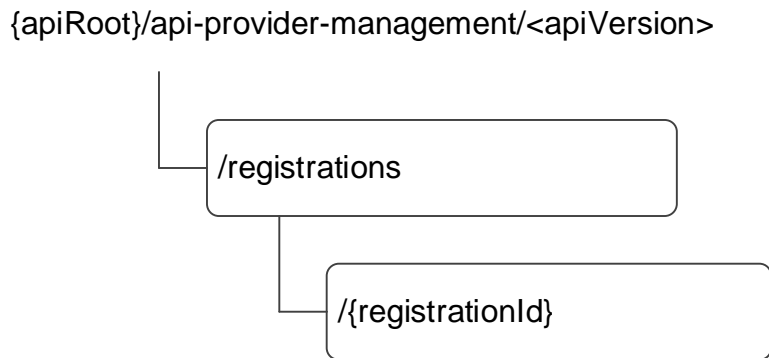 {apiRoot}/api-provider-management/<apiVersion>
/registrations
/{registrationId}